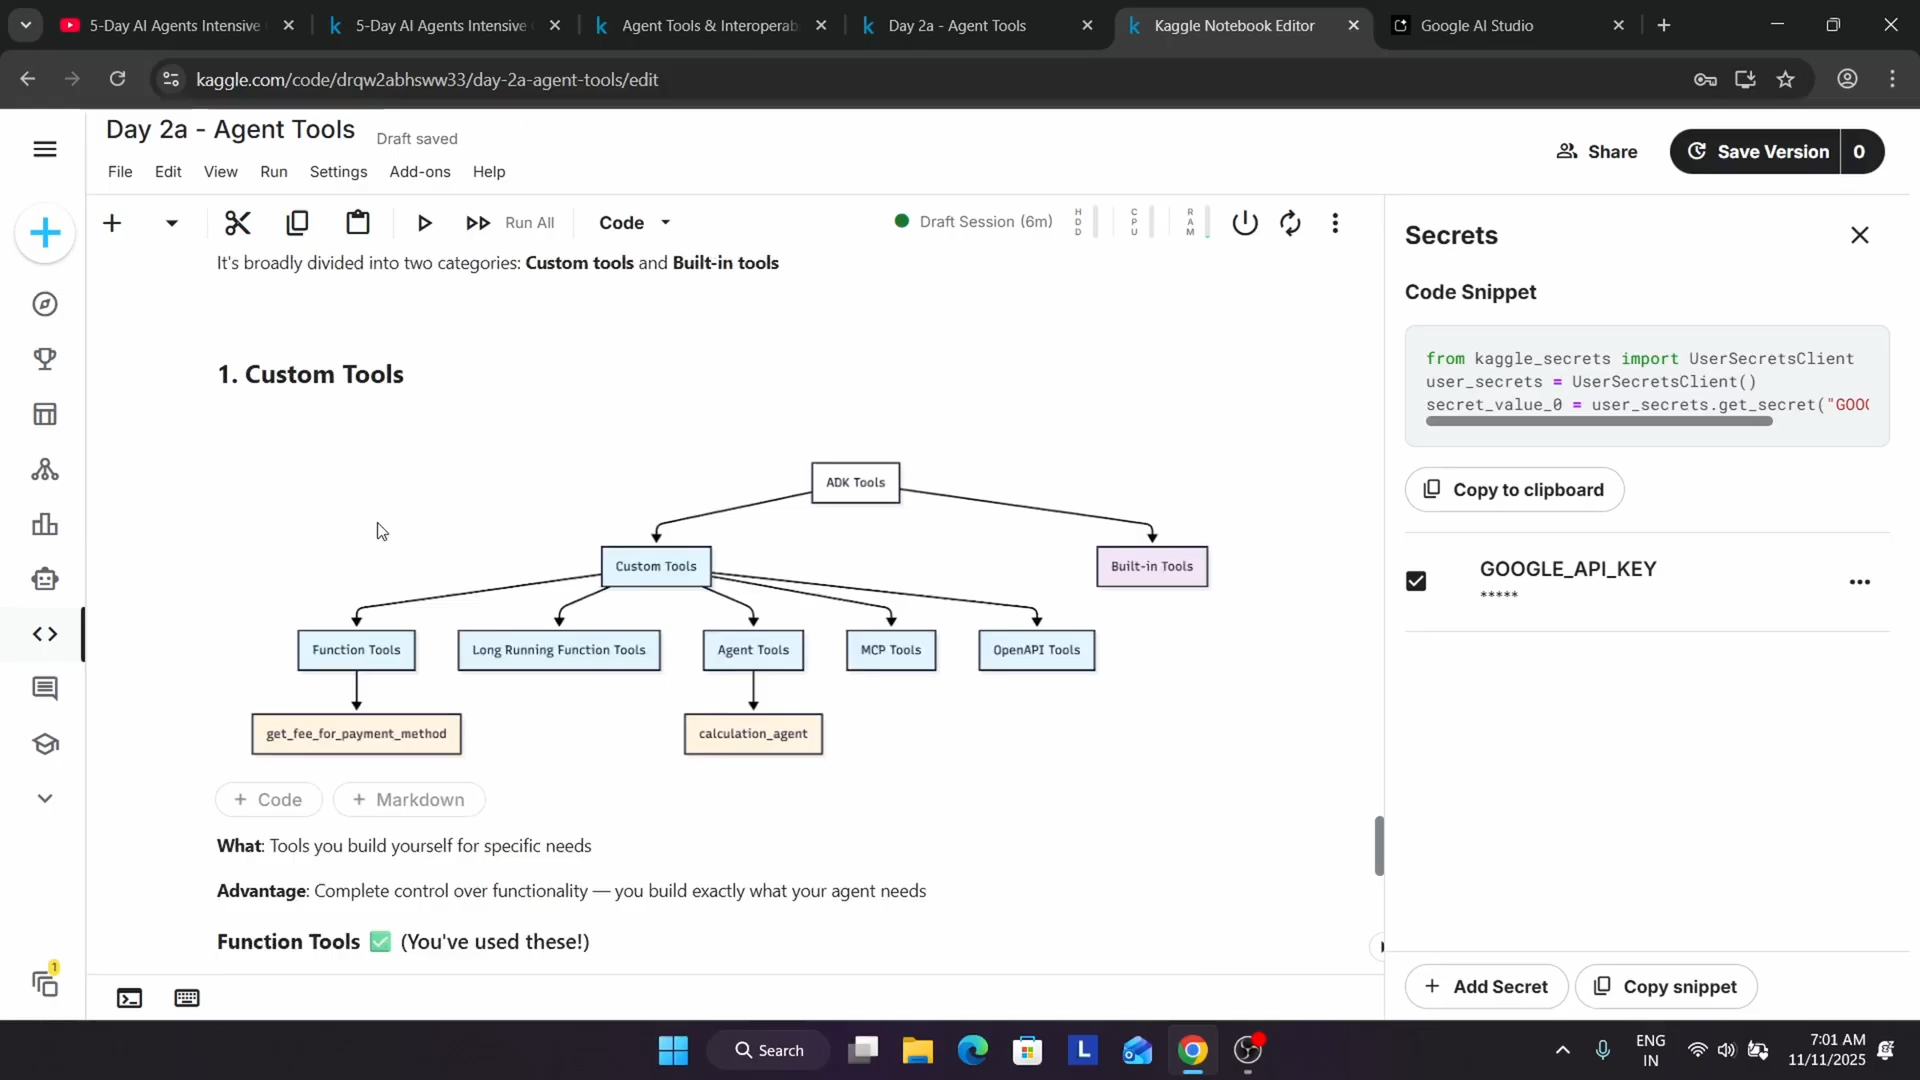 5-Day AI Agents Intensive
5-Day AI Agents Intensive
Agent Tools & Interoperab
Day 2a - Agent Tools
Kaggle Notebook Editor
Google AI Studio
kaggle.com/code/drqw2abhsww33/day-2a-agent-tools/edit
Day 2a - Agent Tools
Draft saved
Share
Save Version
0
File Edit View Run Settings Add-ons Help
Run All
Code
Draft Session (6m)
HDD
CPU
RAM
It's broadly divided into two categories: Custom tools and Built-in tools
1. Custom Tools
ADK Tools
Custom Tools
Built-in Tools
Function Tools
Long Running Function Tools
Agent Tools
MCP Tools
OpenAPI Tools
get_fee_for_payment_method
calculation_agent
+ Code
+ Markdown
What: Tools you build yourself for specific needs
Advantage: Complete control over functionality — you build exactly what your agent needs
Function Tools ✅ (You've used these!)
Secrets
Code Snippet
from kaggle_secrets import UserSecretsClient
user_secrets = UserSecretsClient()
secret_value_0 = user_secrets.get_secret("GOOG
Copy to clipboard
GOOGLE_API_KEY
*****
+ Add Secret
Copy snippet
1
Search
L
ENG
IN
7:01 AM
11/11/2025